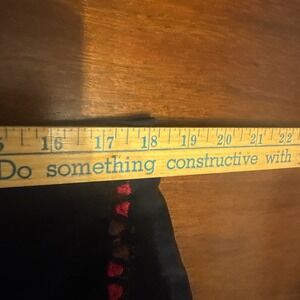 5 16 17 18 19 20 21 22
Do something constructive with